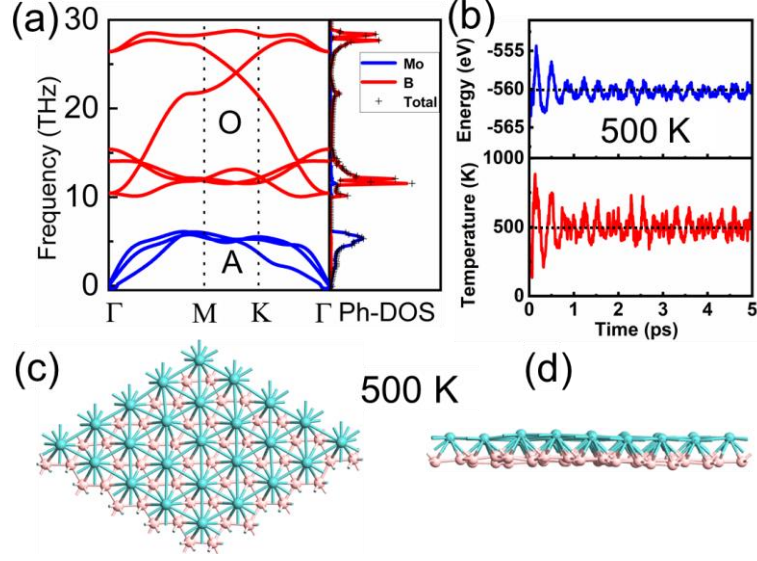 (a)
Frequency (THz)
30
20
10
0
O
A
Γ M K Γ
Ph-DOS
Mo
B
Total
(b)
Energy (eV)
-555
-560
-565
500 K
Temperature (K)
1000
500
0
0 1 2 3 4 5
Time (ps)
(c)
500 K
(d)